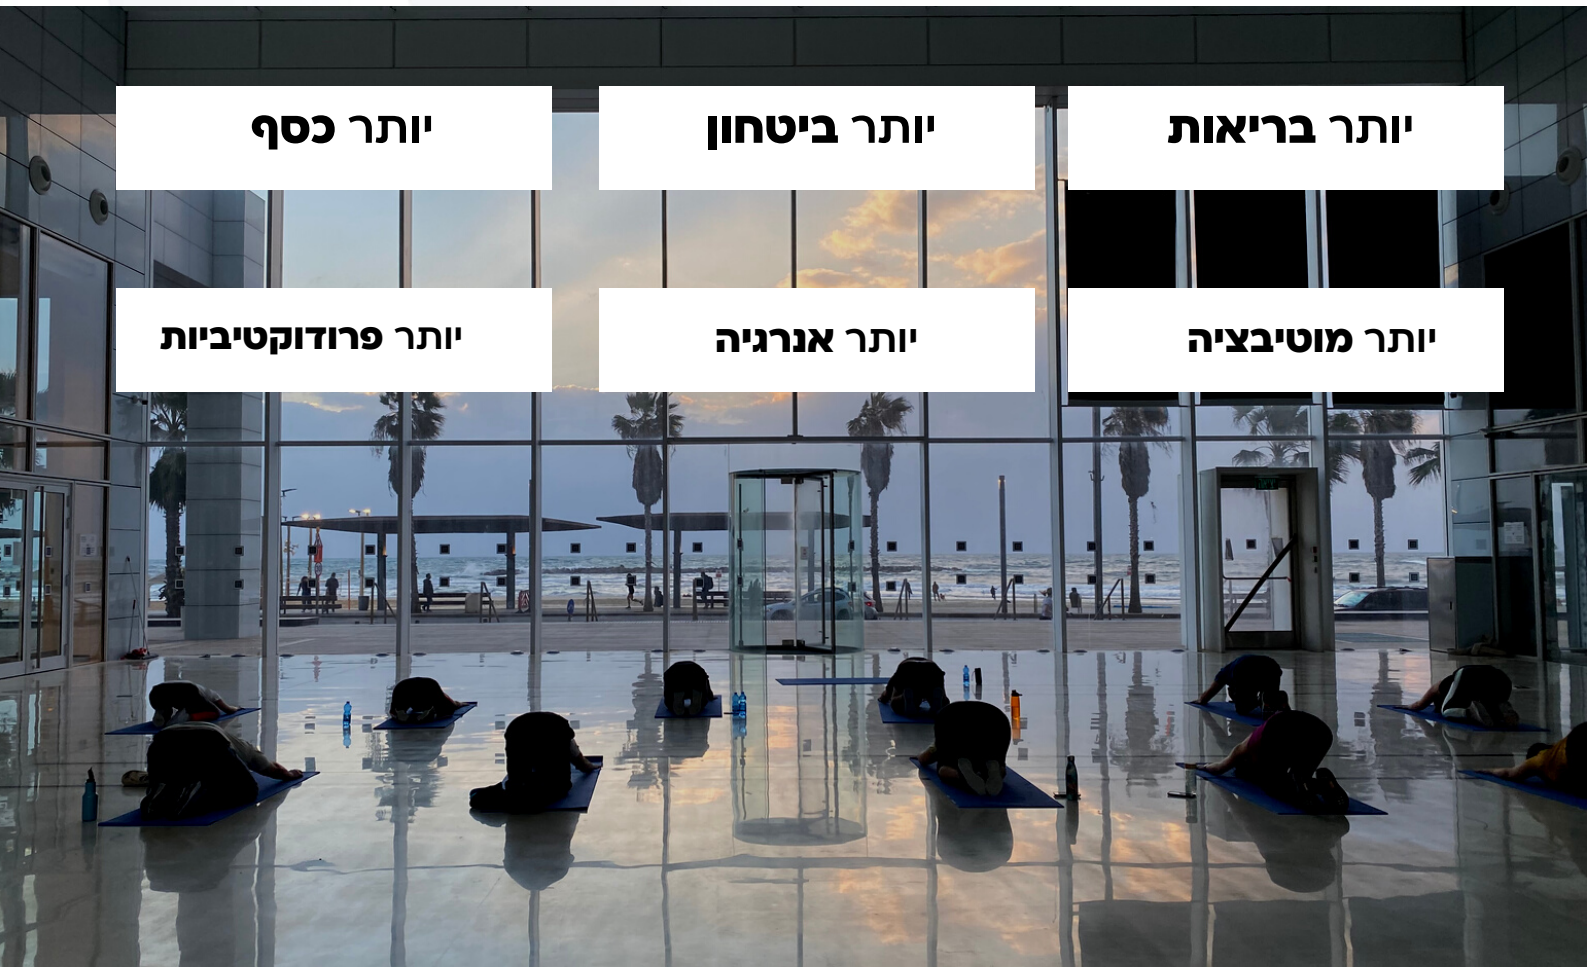 יותר בריאות
יותר ביטחון
יותר כסף
יותר מוטיבציה
יותר אנרגיה
יותר פרודוקטיביות